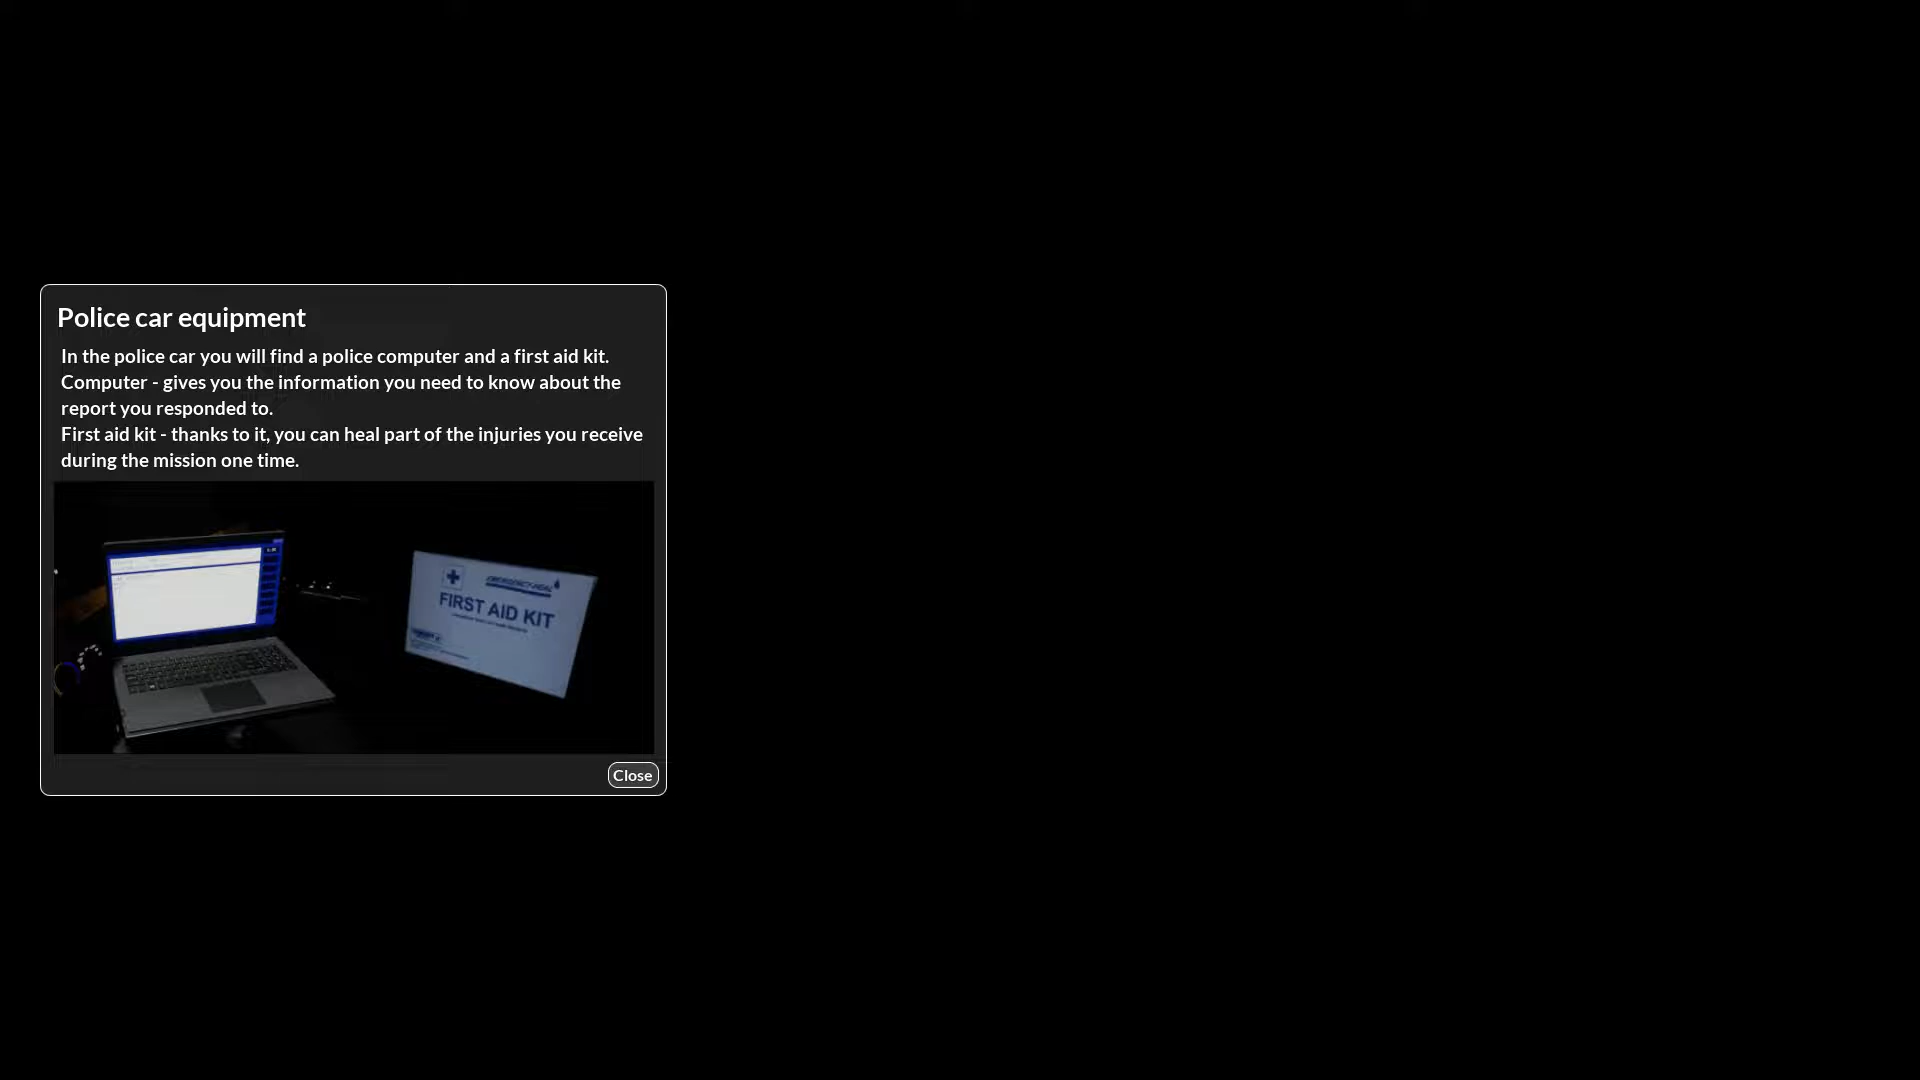 Police car equipment
In the police car you will find a police computer and a first aid kit.
Computer - gives you the information you need to know about the
report you responded to.
First aid kit - thanks to it, you can heal part of the injuries you receive
during the mission one time.
FIRST AID KIT
Close